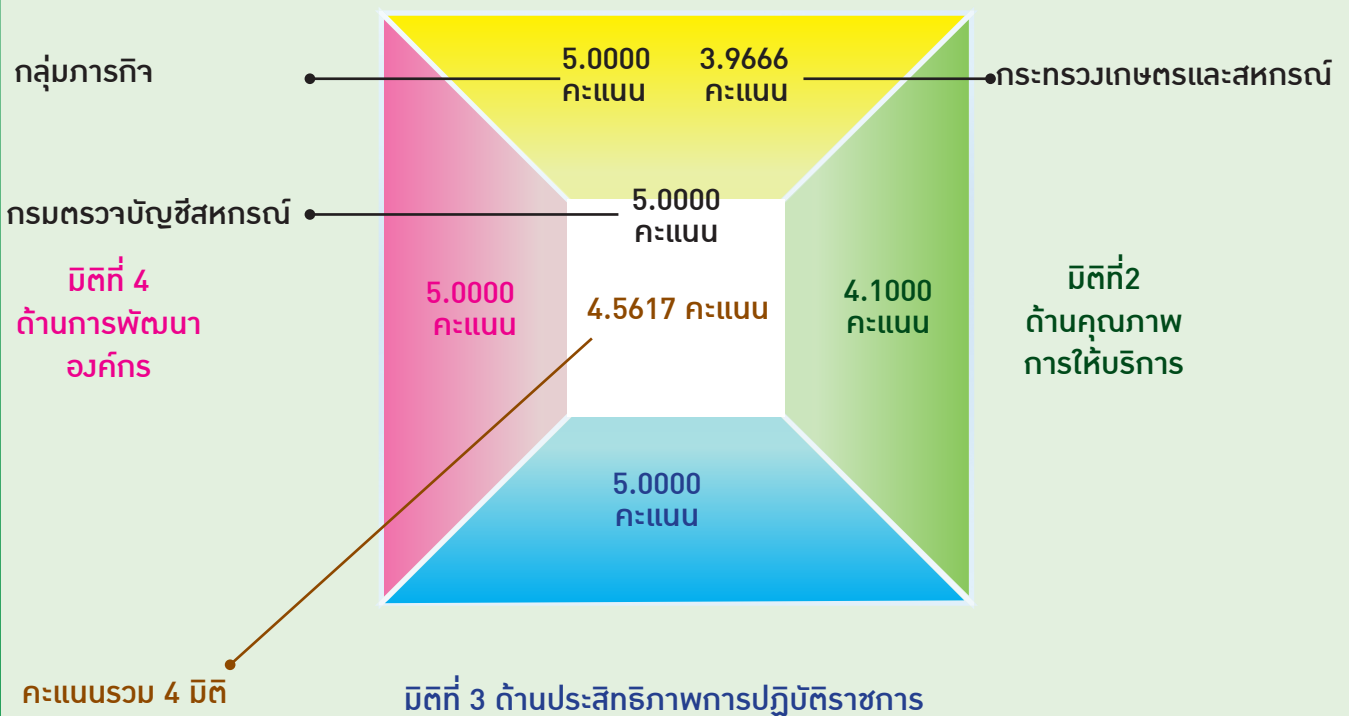 5.0000 3.9666
คะแนน คะแนน
กลุ่มภารกิจ
กระทรวงเกษตรและสหกรณ์
5.0000
คะแนน
กรมตรวจบัญชีสหกรณ์
มิติที่ 4
ด้านการพัฒนา
องค์กร
5.0000
คะแนน
4.5617 คะแนน
4.1000
คะแนน
มิติที่2
ด้านคุณภาพ
การให้บริการ
5.0000
คะแนน
คะแนนรวม 4 มิติ
มิติที่ 3 ด้านประสิทธิภาพการปฏิบัติราชการ